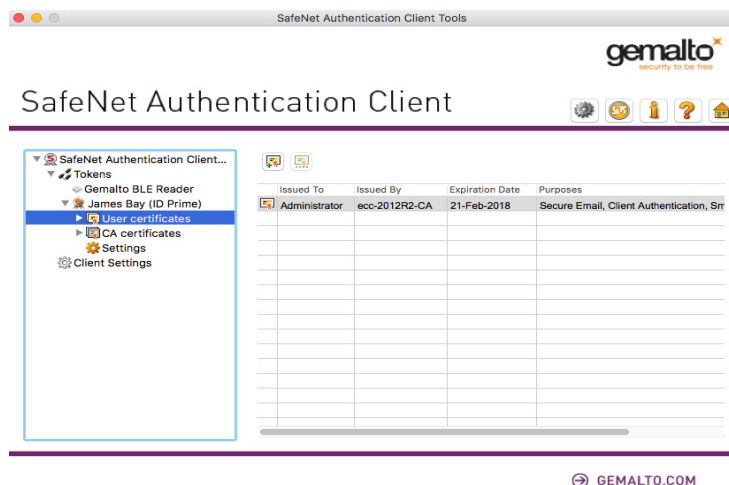 SafeNet Authentication Client Tools
gemalto
security to be free
SafeNet Authentication Client
SafeNet Authentication Client...
Tokens
Gemalto BLE Reader
James Bay (ID Prime)
User certificates
CA certificates
Settings
Client Settings
Issued To Issued By Expiration Date Purposes
Administrator ecc-2012R2-CA 21-Feb-2018 Secure Email, Client Authentication, Sm
GEMALTO.COM